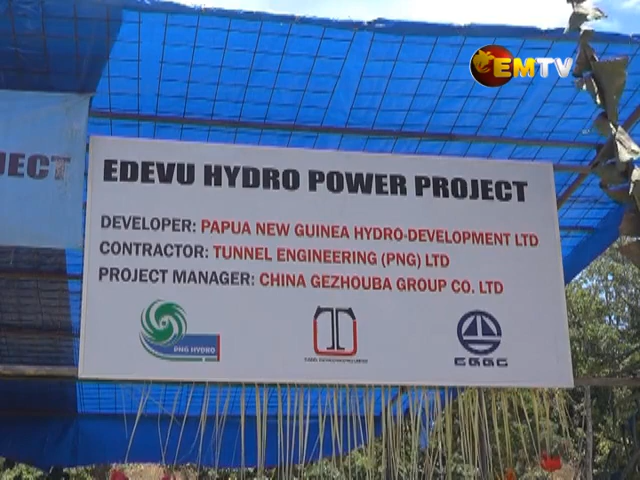 EMTV
JECT
EDEVU HYDRO POWER PROJECT
DEVELOPER: PAPUA NEW GUINEA HYDRO-DEVELOPMENT LTD
CONTRACTOR: TUNNEL ENGINEERING (PNG) LTD
PROJECT MANAGER: CHINA GEZHOUBA GROUP CO. LTD
PNG HYDRO
CGGC